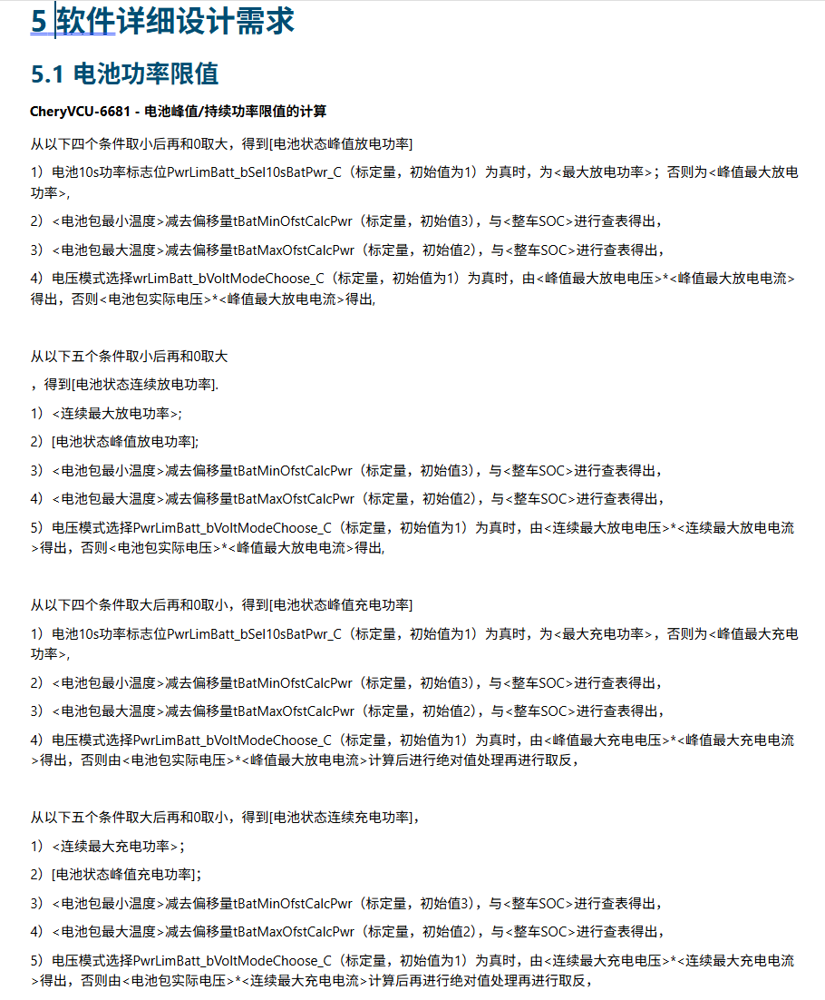 5 软件详细设计需求
5.1 电池功率限值
CheryVCU-6681 - 电池峰值/持续功率限值的计算
从以下四个条件取小后再和0取大，得到[电池状态峰值放电功率]
1）电池10s功率标志位PwrLimBatt_bSel10sBatPwr_C（标定量，初始值为1）为真时，为<最大放电功率>；否则为<峰值最大放电
功率>,
2）<电池包最小温度>减去偏移量tBatMinOfstCalcPwr（标定量，初始值3），与<整车SOC>进行查表得出，
3）<电池包最大温度>减去偏移量tBatMaxOfstCalcPwr（标定量，初始值2），与<整车SOC>进行查表得出，
4）电压模式选择wrLimBatt_bVoltModeChoose_C（标定量，初始值为1）为真时，由<峰值最大放电电压>*<峰值最大放电电流>
得出，否则<电池包实际电压>*<峰值最大放电电流>得出,
从以下五个条件取小后再和0取大
，得到[电池状态连续放电功率].
1）<连续最大放电功率>;
2）[电池状态峰值放电功率];
3）<电池包最小温度>减去偏移量tBatMinOfstCalcPwr（标定量，初始值3），与<整车SOC>进行查表得出，
4）<电池包最大温度>减去偏移量tBatMaxOfstCalcPwr（标定量，初始值2），与<整车SOC>进行查表得出，
5）电压模式选择PwrLimBatt_bVoltModeChoose_C（标定量，初始值为1）为真时，由<连续最大放电电压>*<连续最大放电电流
>得出，否则<电池包实际电压>*<峰值最大放电电流>得出,
从以下四个条件取大后再和0取小，得到[电池状态峰值充电功率]
1）电池10s功率标志位PwrLimBatt_bSel10sBatPwr_C（标定量，初始值为1）为真时，为<最大充电功率>，否则为<峰值最大充电
功率>,
2）<电池包最小温度>减去偏移量tBatMinOfstCalcPwr（标定量，初始值3），与<整车SOC>进行查表得出，
3）<电池包最大温度>减去偏移量tBatMaxOfstCalcPwr（标定量，初始值2），与<整车SOC>进行查表得出，
4）电压模式选择PwrLimBatt_bVoltModeChoose_C（标定量，初始值为1）为真时，由<峰值最大充电电压>*<峰值最大充电电流
>得出，否则由<电池包实际电压>*<峰值最大放电电流>计算后进行绝对值处理再进行取反，
从以下五个条件取大后再和0取小，得到[电池状态连续充电功率]，
1）<连续最大充电功率>；
2）[电池状态峰值充电功率]；
3）<电池包最小温度>减去偏移量tBatMinOfstCalcPwr（标定量，初始值3），与<整车SOC>进行查表得出，
4）<电池包最大温度>减去偏移量tBatMaxOfstCalcPwr（标定量，初始值2），与<整车SOC>进行查表得出，
5）电压模式选择PwrLimBatt_bVoltModeChoose_C（标定量，初始值为1）为真时，由<连续最大充电电压>*<连续最大充电电流
>得出，否则由<电池包实际电压>*<连续最大充电电流>计算后再进行绝对值处理再进行取反，